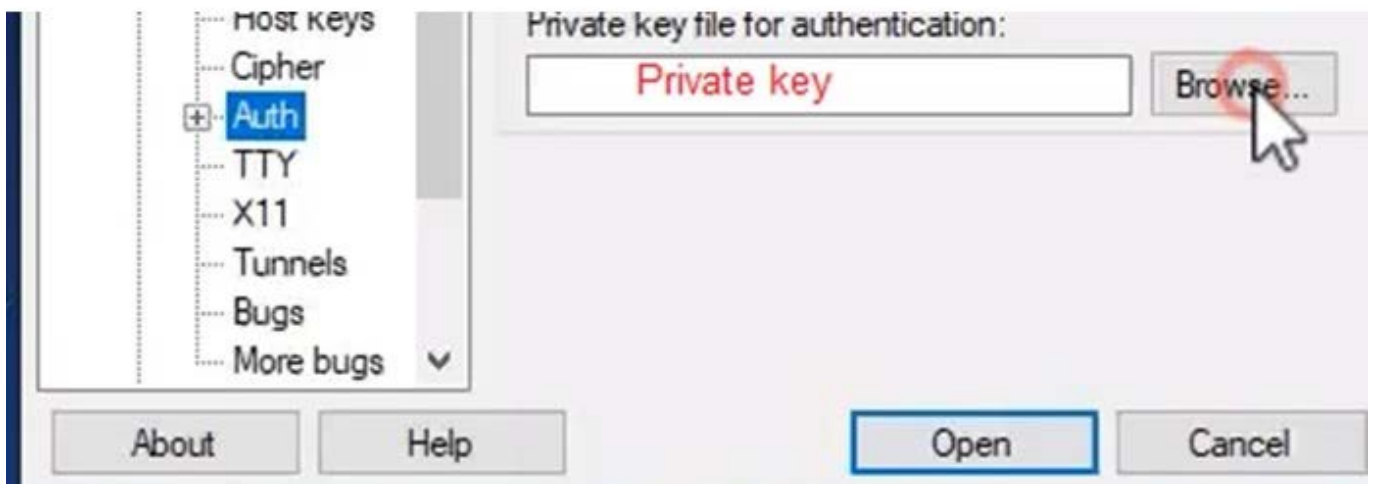 Host Keys
Private key file for authentication:
Cipher
Private key
Browse...
Auth
TTY
X11
Tunnels
Bugs
More bugs
About
Help
Open
Cancel